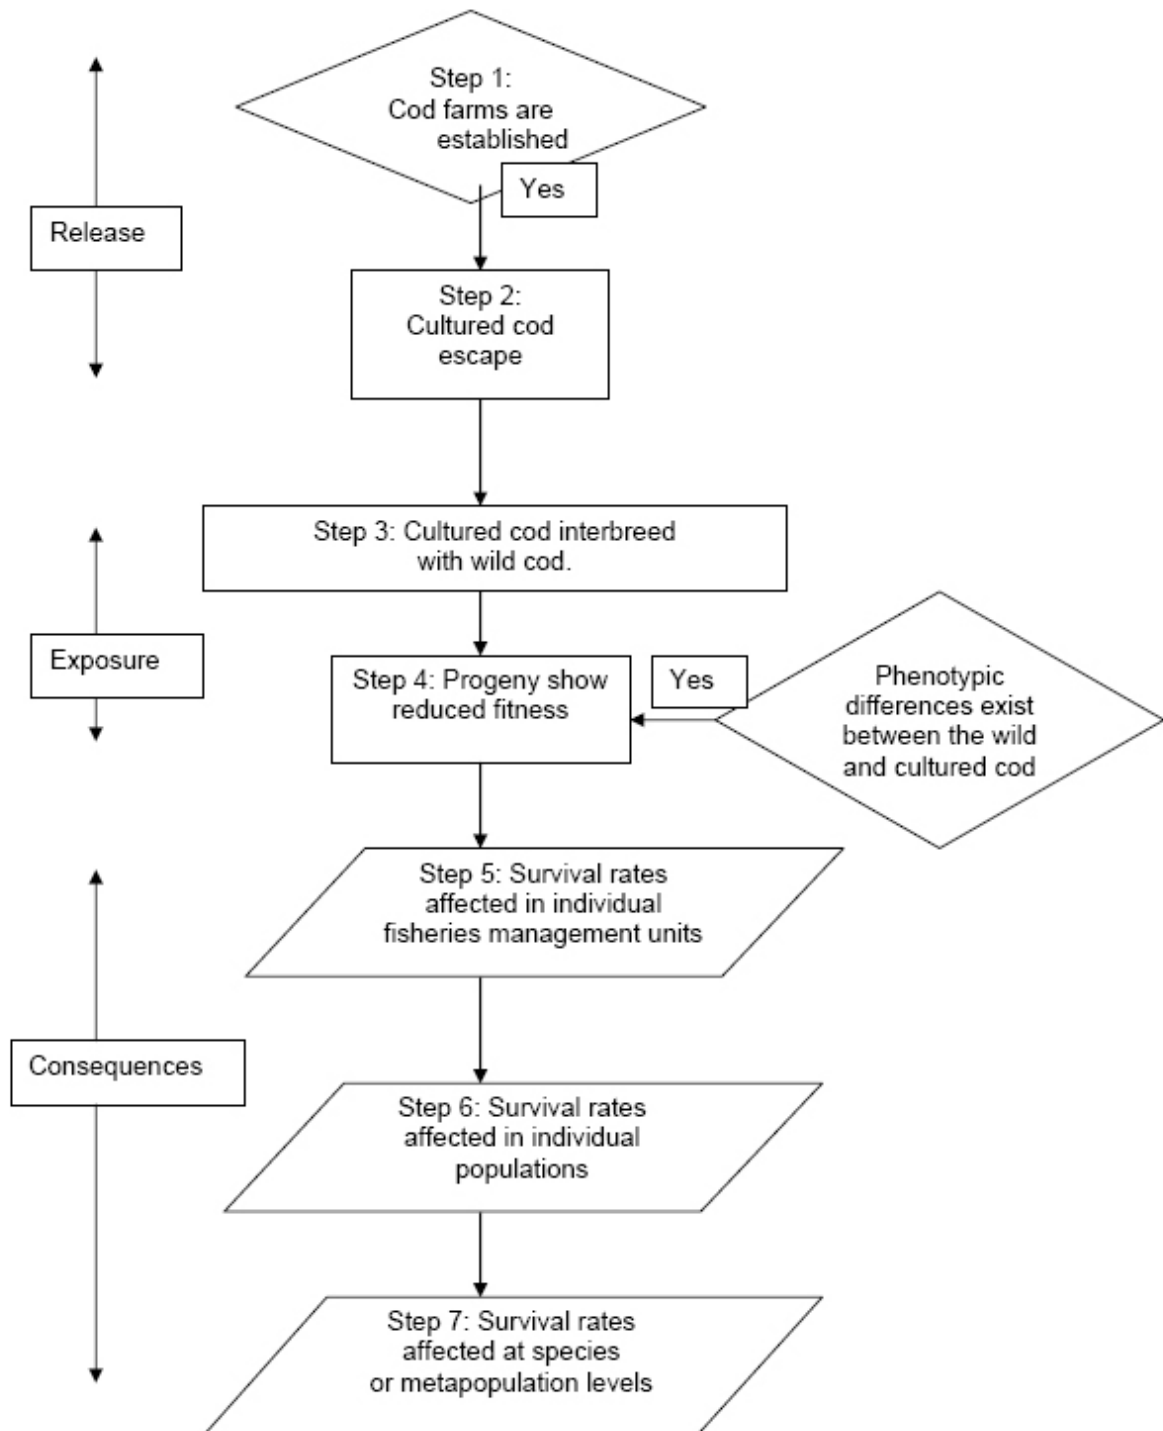 Step 1:
Cod farms are
established
Yes
Release
Step 2:
Cultured cod
escape
Step 3: Cultured cod interbreed
with wild cod.
Exposure
Step 4: Progeny show
reduced fitness
Yes
Phenotypic
differences exist
between the wild
and cultured cod
Step 5: Survival rates
affected in individual
fisheries management units
Consequences
Step 6: Survival rates
affected in individual
populations
Step 7: Survival rates
affected at species
or metapopulation levels